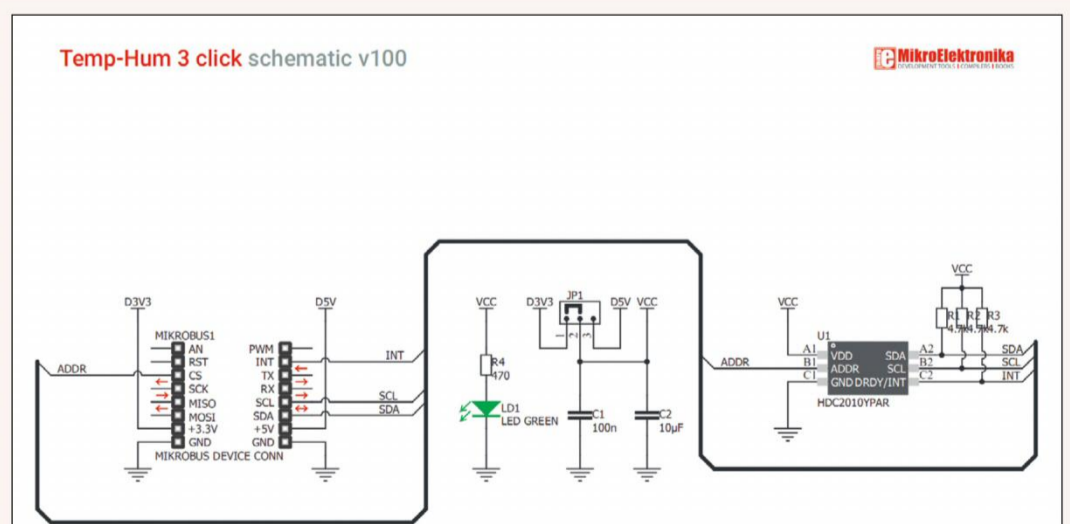 Temp-Hum 3 click schematic v100
MikroElektronika
DEVELOPMENT TOOLS | COMPILERS | BOOKS
D3V3
D5V
MIKROBUS1
AN
RST
CS
SCK
MISO
MOSI
+3.3V
GND
PWM
INT
TX
RX
SCL
SDA
+5V
GND
MIKROBUS DEVICE CONN
ADDR
INT
SCL
SDA
VCC
R4
470
LD1
LED GREEN
D3V3
JP1
D5V
VCC
1
2
3
C1
100n
C2
10µF
ADDR
VCC
U1
A1
B1
C1
VDD
ADDR
GND
SDA
SCL
DRDY/INT
A2
B2
C2
HDC2010YPAR
VCC
R1
R2
R3
4.7k
4.7k
4.7k
SDA
SCL
INT